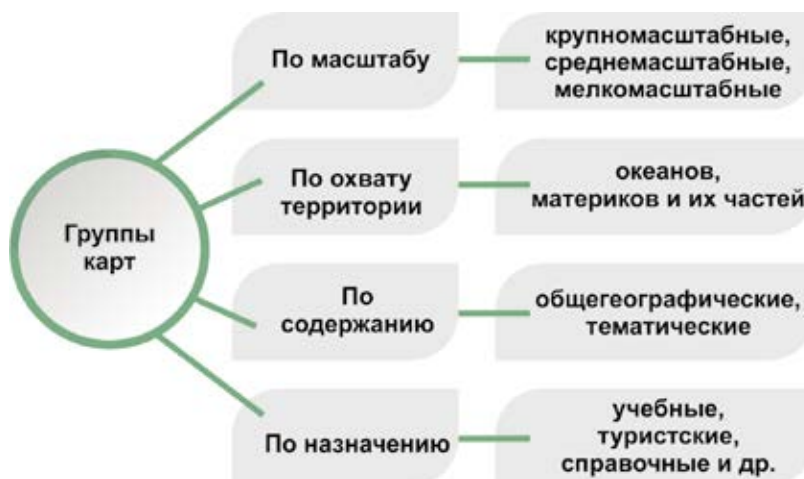 Группы
карт
По масштабу
крупномасштабные,
среднемасштабные,
мелкомасштабные
По охвату
территории
океанов,
материков и их частей
По
содержанию
общегеографические,
тематические
По назначению
учебные,
туристские,
справочные и др.